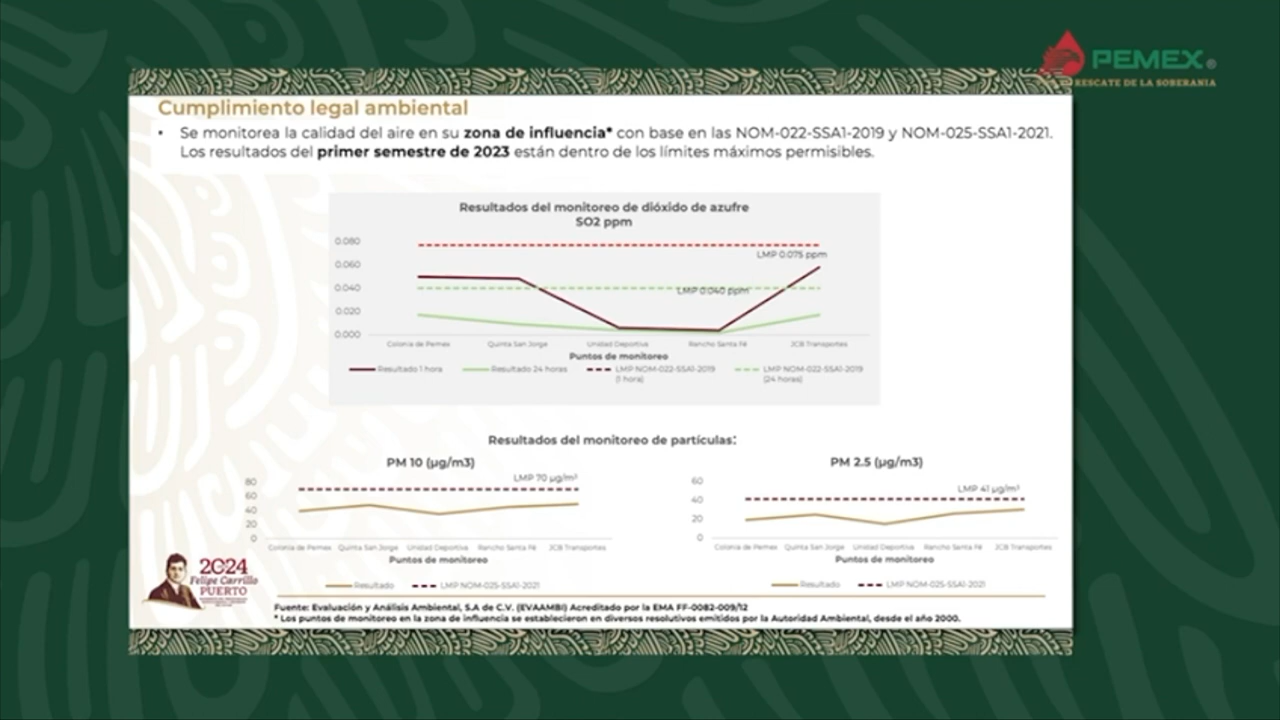 PEMEX®
RESCATE DE LA SOBERANIA
Cumplimiento legal ambiental
• Se monitorea la calidad del aire en su zona de influencia* con base en las NOM-022-SSA1-2019 y NOM-025-SSA1-2021.
Los resultados del primer semestre de 2023 están dentro de los límites máximos permisibles.
Resultados del monitoreo de dióxido de azufre
SO2 ppm
0.080
LMP 0.075 ppm
0.060
0.040
LMP 0.040 ppm
0.020
0.000
Colonia de Pemex Quinta San Jorge Unidad Deportiva Rancho Santa Fé JCB Transportes
Puntos de monitoreo
Resultado 1 hora Resultado 24 horas LMP NOM-022-SSA1-2019 LMP NOM-022-SSA1-2019
(1 hora) (24 horas)
Resultados del monitoreo de partículas:
PM 10 (µg/m3)
LMP 70 µg/m³
80
60
40
20
0
Colonia de Pemex Quinta San Jorge Unidad Deportiva Rancho Santa Fé JCB Transportes
Puntos de monitoreo
Resultado LMP NOM-025-SSA1-2021
PM 2.5 (µg/m3)
60
LMP 41 µg/m³
40
20
0
Colonia de Pemex Quinta San Jorge Unidad Deportiva Rancho Santa Fé JCB Transportes
Puntos de monitoreo
Resultado LMP NOM-025-SSA1-2021
2024
Felipe Carrillo
PUERTO
Fuente: Evaluación y Análisis Ambiental, S.A de C.V. (EVAAMBI) Acreditado por la EMA FF-0082-009/12
* Los puntos de monitoreo en la zona de influencia se establecieron en diversos resolutivos emitidos por la Autoridad Ambiental, desde el año 2000.